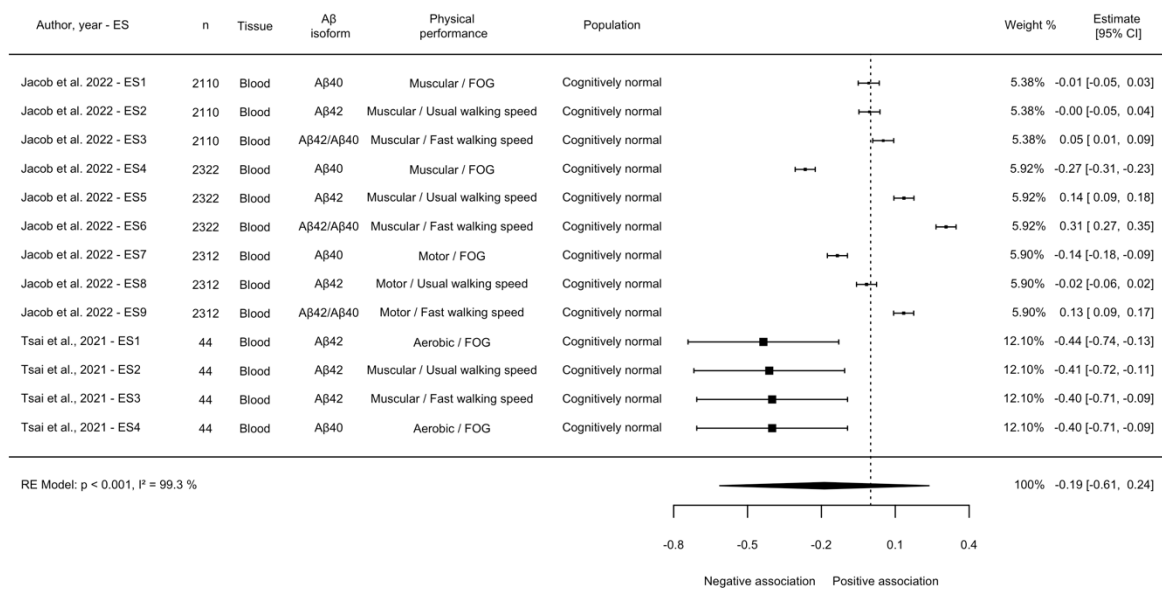 Author, year - ES n Tissue Aβ isoform Physical performance Population Weight % Estimate [95% CI]
Jacob et al. 2022 - ES1 2110 Blood Aβ40 Muscular / FOG Cognitively normal 5.38% -0.01 [-0.05, 0.03]
Jacob et al. 2022 - ES2 2110 Blood Aβ42 Muscular / Usual walking speed Cognitively normal 5.38% -0.00 [-0.05, 0.04]
Jacob et al. 2022 - ES3 2110 Blood Aβ42/Aβ40 Muscular / Fast walking speed Cognitively normal 5.38% 0.05 [ 0.01, 0.09]
Jacob et al. 2022 - ES4 2322 Blood Aβ40 Muscular / FOG Cognitively normal 5.92% -0.27 [-0.31, -0.23]
Jacob et al. 2022 - ES5 2322 Blood Aβ42 Muscular / Usual walking speed Cognitively normal 5.92% 0.14 [ 0.09, 0.18]
Jacob et al. 2022 - ES6 2322 Blood Aβ42/Aβ40 Muscular / Fast walking speed Cognitively normal 5.92% 0.31 [ 0.27, 0.35]
Jacob et al. 2022 - ES7 2312 Blood Aβ40 Motor / FOG Cognitively normal 5.90% -0.14 [-0.18, -0.09]
Jacob et al. 2022 - ES8 2312 Blood Aβ42 Motor / Usual walking speed Cognitively normal 5.90% -0.02 [-0.06, 0.02]
Jacob et al. 2022 - ES9 2312 Blood Aβ42/Aβ40 Motor / Fast walking speed Cognitively normal 5.90% 0.13 [ 0.09, 0.17]
Tsai et al., 2021 - ES1 44 Blood Aβ42 Aerobic / FOG Cognitively normal 12.10% -0.44 [-0.74, -0.13]
Tsai et al., 2021 - ES2 44 Blood Aβ42 Muscular / Usual walking speed Cognitively normal 12.10% -0.41 [-0.72, -0.11]
Tsai et al., 2021 - ES3 44 Blood Aβ42 Muscular / Fast walking speed Cognitively normal 12.10% -0.40 [-0.71, -0.09]
Tsai et al., 2021 - ES4 44 Blood Aβ40 Aerobic / FOG Cognitively normal 12.10% -0.40 [-0.71, -0.09]
RE Model: p < 0.001, I² = 99.3 % 100% -0.19 [-0.61, 0.24]
-0.8 -0.5 -0.2 0.1 0.4
Negative association Positive association